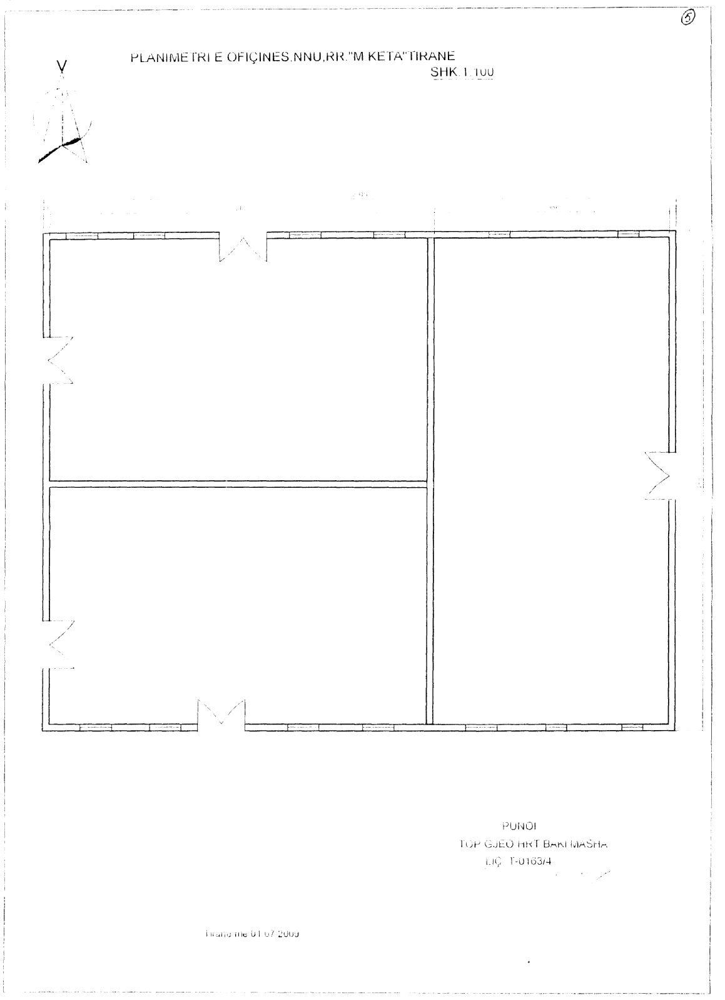 5
PLANIMETRI E OFIÇINES,NNU,RR."M.KETA"TIRANE
SHK.1.100
V
PUNOI
TOP GJEO HRT BAKI MASHA
LIÇ T-0163/4
Tirane me 01 07 2009